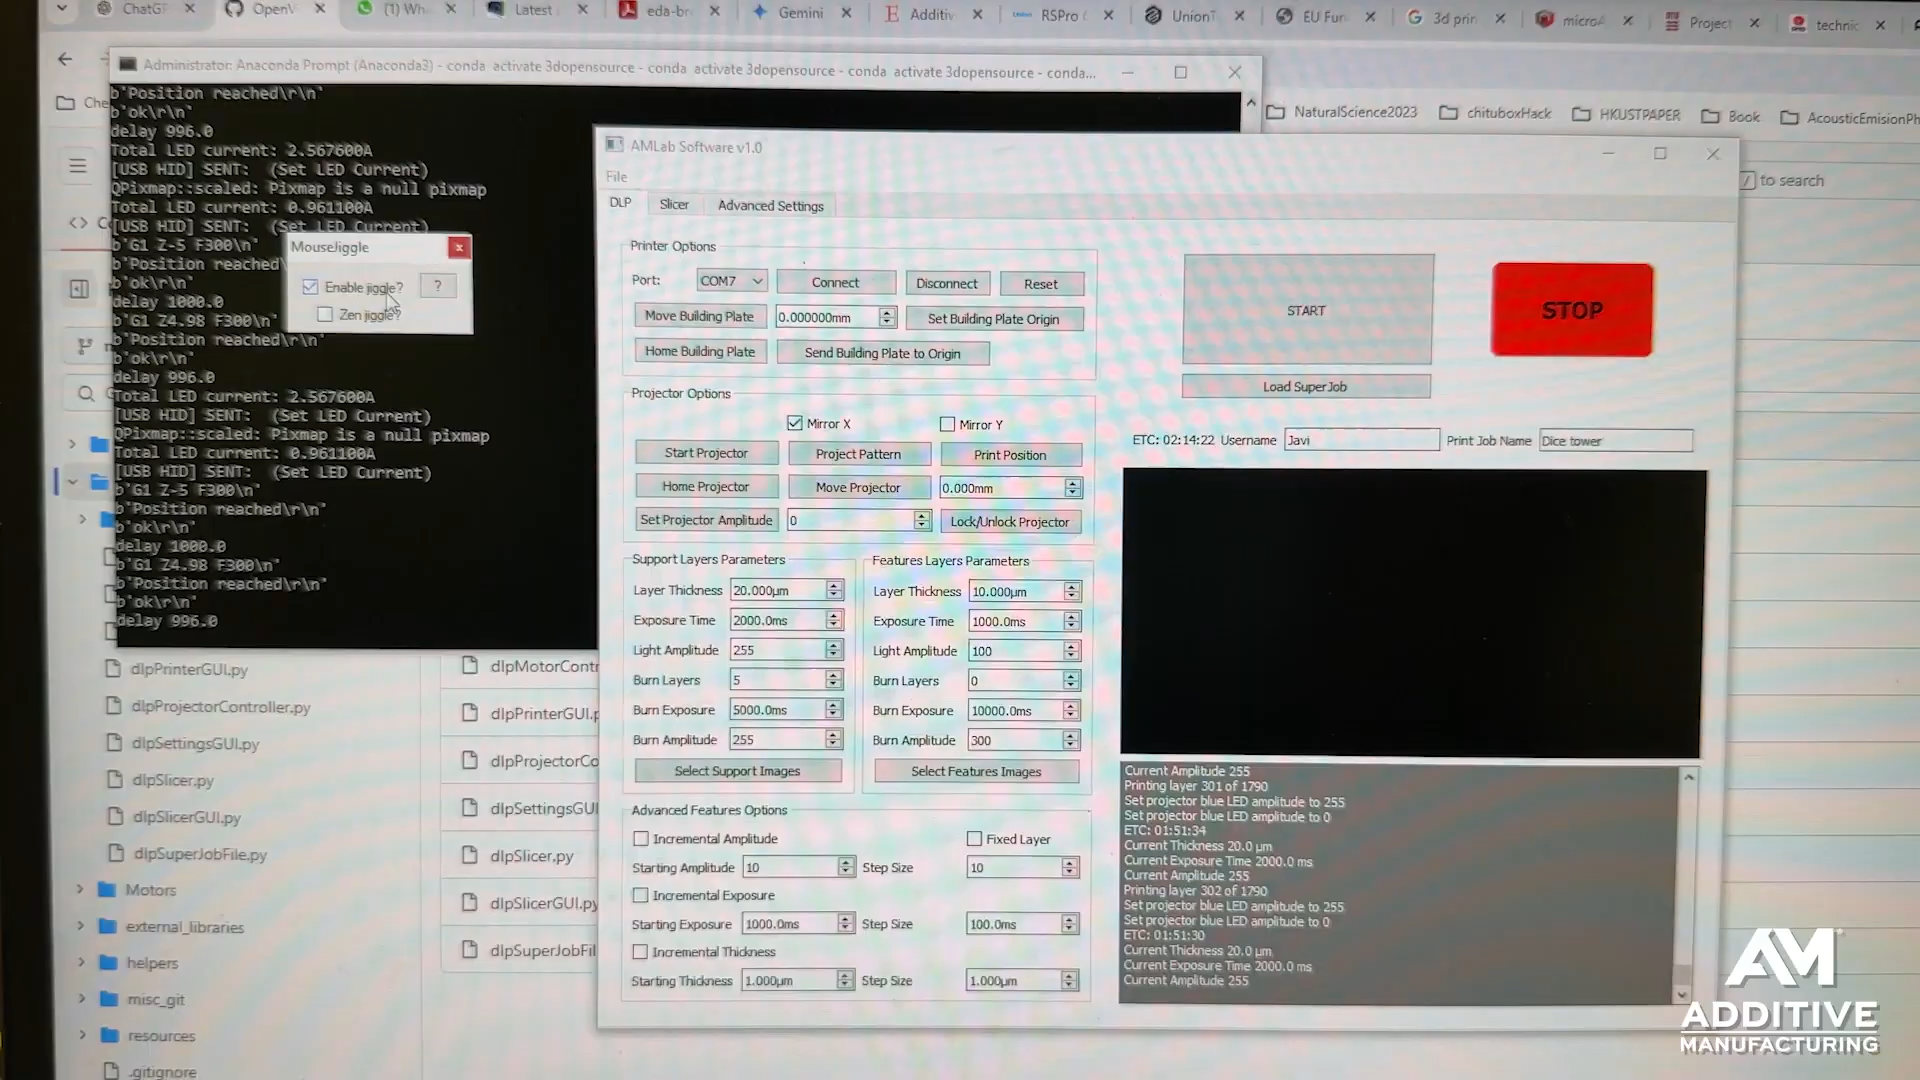 ChatG
OpenV
(1) Wh
Latest
eda-br
Gemini
Additiv
RSPro
UnionT
EU Fun
3d prin
microA
Project
technic
Administrator: Anaconda Prompt (Anaconda3) - conda activate 3dopensource - conda activate 3dopensource - conda activate 3dopensource - conda...
NaturalScience2023
chituboxHack
HKUSTPAPER
Book
AcousticEmisionPh
/ to search
b'Position reached\r\n'
b'ok\r\n'
delay 996.0
Total LED current: 2.567600A
[USB HID] SENT: (Set LED Current)
QPixmap::scaled: Pixmap is a null pixmap
Total LED current: 0.961100A
[USB HID] SENT: (Set LED Current)
b'G1 Z-5 F300\n'
b'Position reached\
b'ok\r\n'
delay 1000.0
b'G1 Z4.98 F300\n'
b'Position reached\r\n'
b'ok\r\n'
delay 996.0
Total LED current: 2.567600A
[USB HID] SENT: (Set LED Current)
QPixmap::scaled: Pixmap is a null pixmap
Total LED current: 0.961100A
[USB HID] SENT: (Set LED Current)
b'G1 Z-5 F300\n'
b'Position reached\r\n'
b'ok\r\n'
delay 1000.0
b'G1 Z4.98 F300\n'
b'Position reached\r\n'
b'ok\r\n'
delay 996.0
MouseJiggle
x
Enable jiggle?
?
Zen jiggle?
AMLab Software v1.0
File
DLP
Slicer
Advanced Settings
Printer Options
Port:
COM7
Connect
Disconnect
Reset
Move Building Plate
0.000000mm
Set Building Plate Origin
Home Building Plate
Send Building Plate to Origin
START
STOP
Load SuperJob
Projector Options
Mirror X
Mirror Y
Start Projector
Project Pattern
Print Position
Home Projector
Move Projector
0.000mm
Set Projector Amplitude
0
Lock/Unlock Projector
ETC: 02:14:22 Username
Javi
Print Job Name
Dice tower
Support Layers Parameters
Layer Thickness 20.000µm
Exposure Time 2000.0ms
Light Amplitude 255
Burn Layers 5
Burn Exposure 5000.0ms
Burn Amplitude 255
Select Support Images
Features Layers Parameters
Layer Thickness 10.000µm
Exposure Time 1000.0ms
Light Amplitude 100
Burn Layers 0
Burn Exposure 10000.0ms
Burn Amplitude 300
Select Features Images
Advanced Features Options
Incremental Amplitude
Fixed Layer
Starting Amplitude 10 Step Size 10
Incremental Exposure
Starting Exposure 1000.0ms Step Size 100.0ms
Incremental Thickness
Starting Thickness 1.000µm Step Size 1.000µm
Current Amplitude 255
Printing layer 301 of 1790
Set projector blue LED amplitude to 255
Set projector blue LED amplitude to 0
ETC: 01:51:34
Current Thickness 20.0 µm
Current Exposure Time 2000.0 ms
Current Amplitude 255
Printing layer 302 of 1790
Set projector blue LED amplitude to 255
Set projector blue LED amplitude to 0
ETC: 01:51:30
Current Thickness 20.0 µm
Current Exposure Time 2000.0 ms
Current Amplitude 255
dlpPrinterGUI.py
dlpProjectorController.py
dlpSettingsGUI.py
dlpSlicer.py
dlpSlicerGUI.py
dlpSuperJobFile.py
Motors
external_libraries
helpers
misc_git
resources
.gitignore
dlpMotorContr
dlpPrinterGUI.p
dlpProjectorCo
dlpSettingsGUI
dlpSlicer.py
dlpSlicerGUI.py
dlpSuperJobFil
AM
ADDITIVE
MANUFACTURING